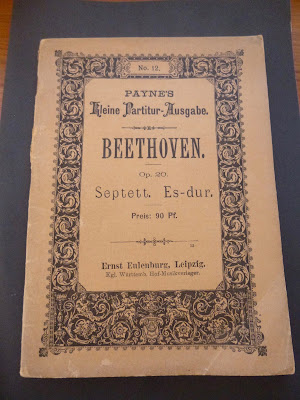 No. 12.
PAYNE'S
Kleine Partitur-Ausgabe.
BEETHOVEN.
Op. 20.
Septett. Es-dur.
Preis: 90 Pf.
Ernst Eulenburg, Leipzig.
Kgl. Württemb. Hof-Musikverleger.